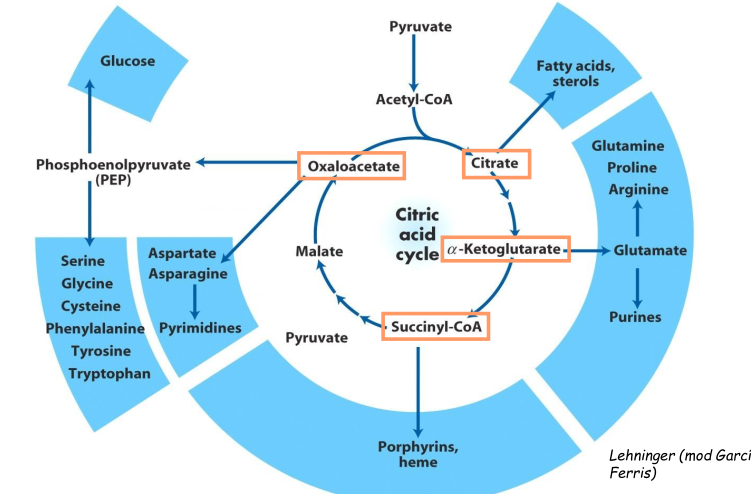 Pyruvate
Glucose
Fatty acids,
sterols
Acetyl-CoA
Glutamine
Proline
Arginine
Phosphoenolpyruvate
(PEP)
Oxaloacetate
Citrate
Citric
acid
cycle
α-Ketoglutarate
Glutamate
Malate
Aspartate
Asparagine
Pyrimidines
Serine
Glycine
Cysteine
Phenylalanine
Tyrosine
Tryptophan
Purines
Succinyl-CoA
Pyruvate
Porphyrins,
heme
Lehninger (mod Garcí
Ferris)